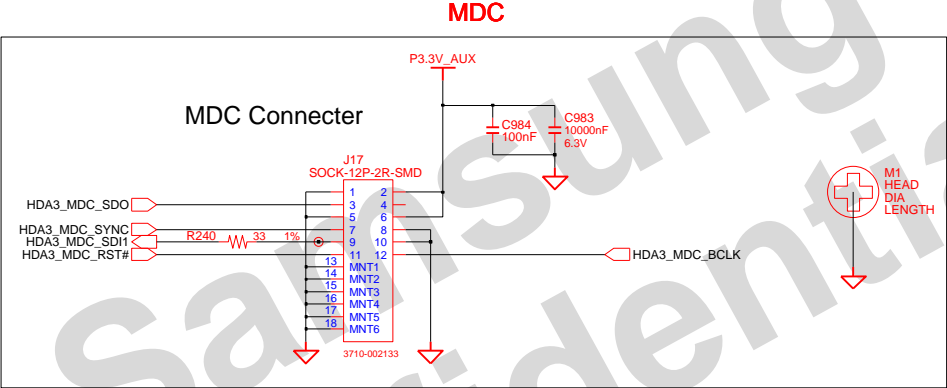 MDC
P3.3V_AUX
MDC Connecter
C984
100nF
C983
10000nF
6.3V
J17
SOCK-12P-2R-SMD
M1
HEAD
DIA
LENGTH
1 2
HDA3_MDC_SDO 3 4
5 6
HDA3_MDC_SYNC 7 8
HDA3_MDC_SDI1 R240 33 1% 9 10
HDA3_MDC_RST# 11 12 HDA3_MDC_BCLK
13 MNT1
14 MNT2
15 MNT3
16 MNT4
17 MNT5
18 MNT6
3710-002133
Samsung